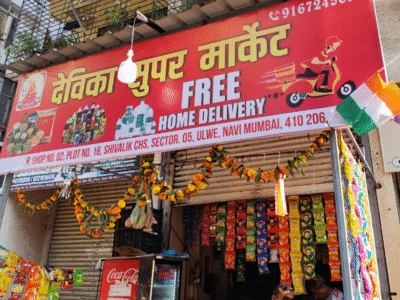 देविका सुपर मार्केट
FREE
HOME DELIVERY
SHOP NO. 02, PLOT NO. 16, SHIVALIK CHS, SECTOR. 05, ULWE, NAVI MUMBAI, 410 206
Coca-Cola